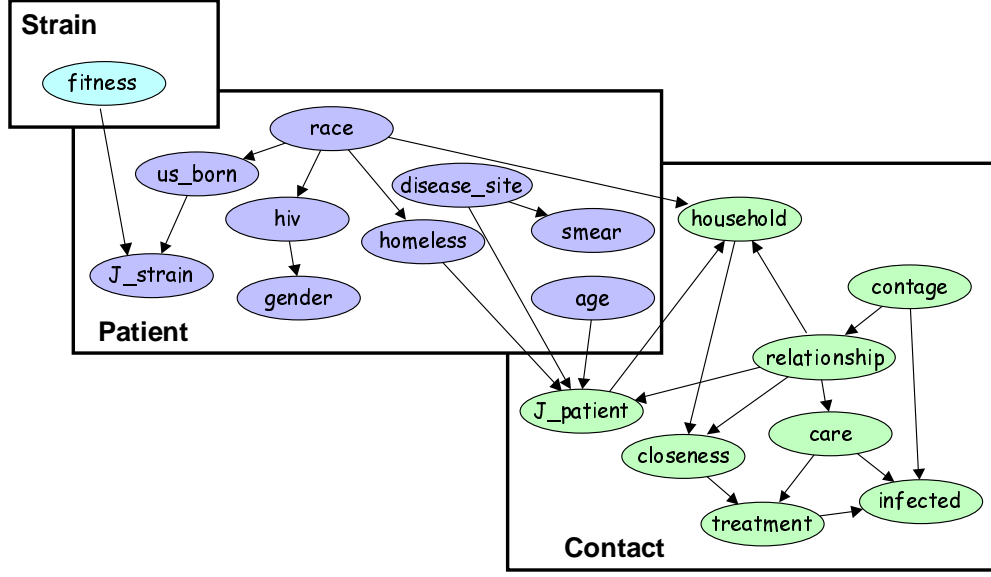 Strain
fitness
race
us_born
disease_site
hiv
household
homeless
smear
J_strain
gender
age
contage
Patient
relationship
J_patient
care
closeness
infected
treatment
Contact